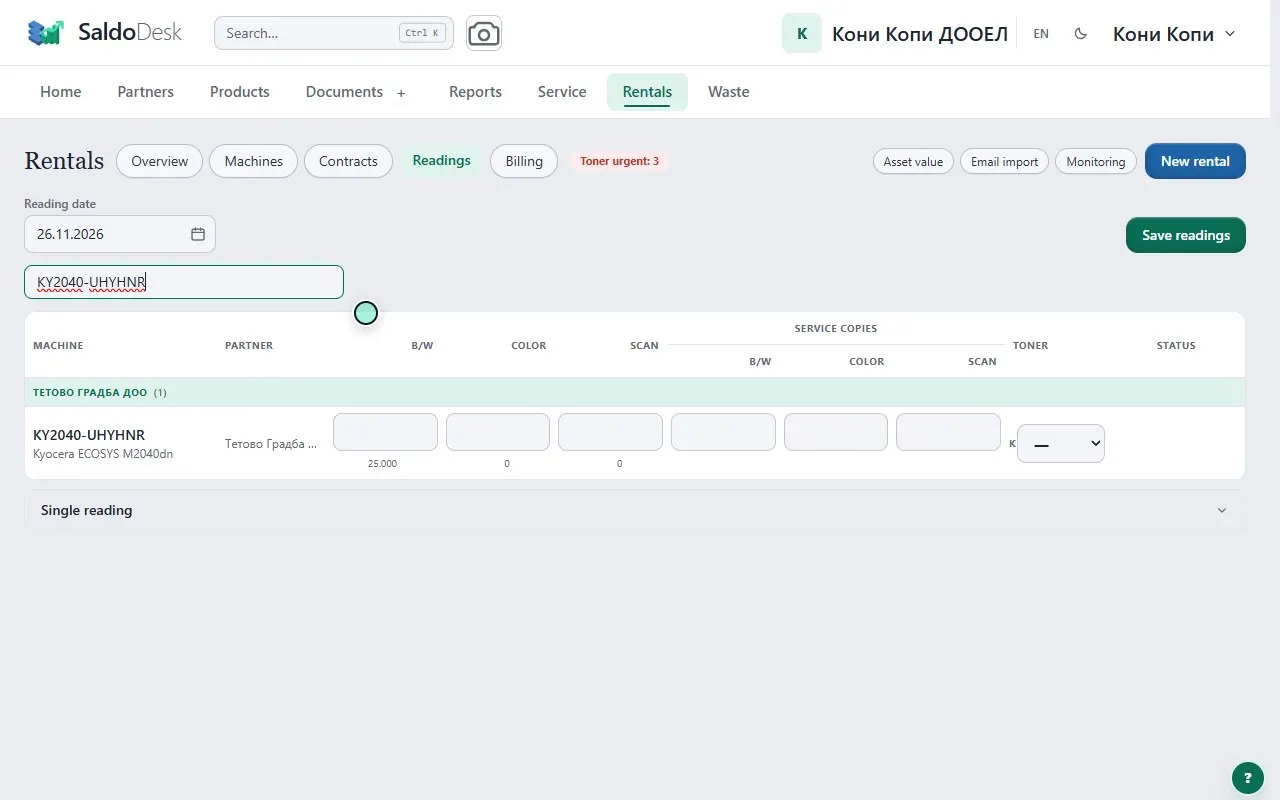 SaldoDesk
Search... Ctrl K
К Кони Копи ДООЕЛ EN Кони Копи
Home Partners Products Documents + Reports Service Rentals Waste
Rentals Overview Machines Contracts Readings Billing Toner urgent: 3 Asset value Email import Monitoring New rental
Reading date
26.11.2026
Save readings
KY2040-UHYHNR
SERVICE COPIES
MACHINE PARTNER B/W COLOR SCAN TONER STATUS
B/W COLOR SCAN
ТЕТОВО ГРАДБА ДОО (1)
KY2040-UHYHNR
Kyocera ECOSYS M2040dn
Тетово Градба ...
K —
25.000 0 0
Single reading
?